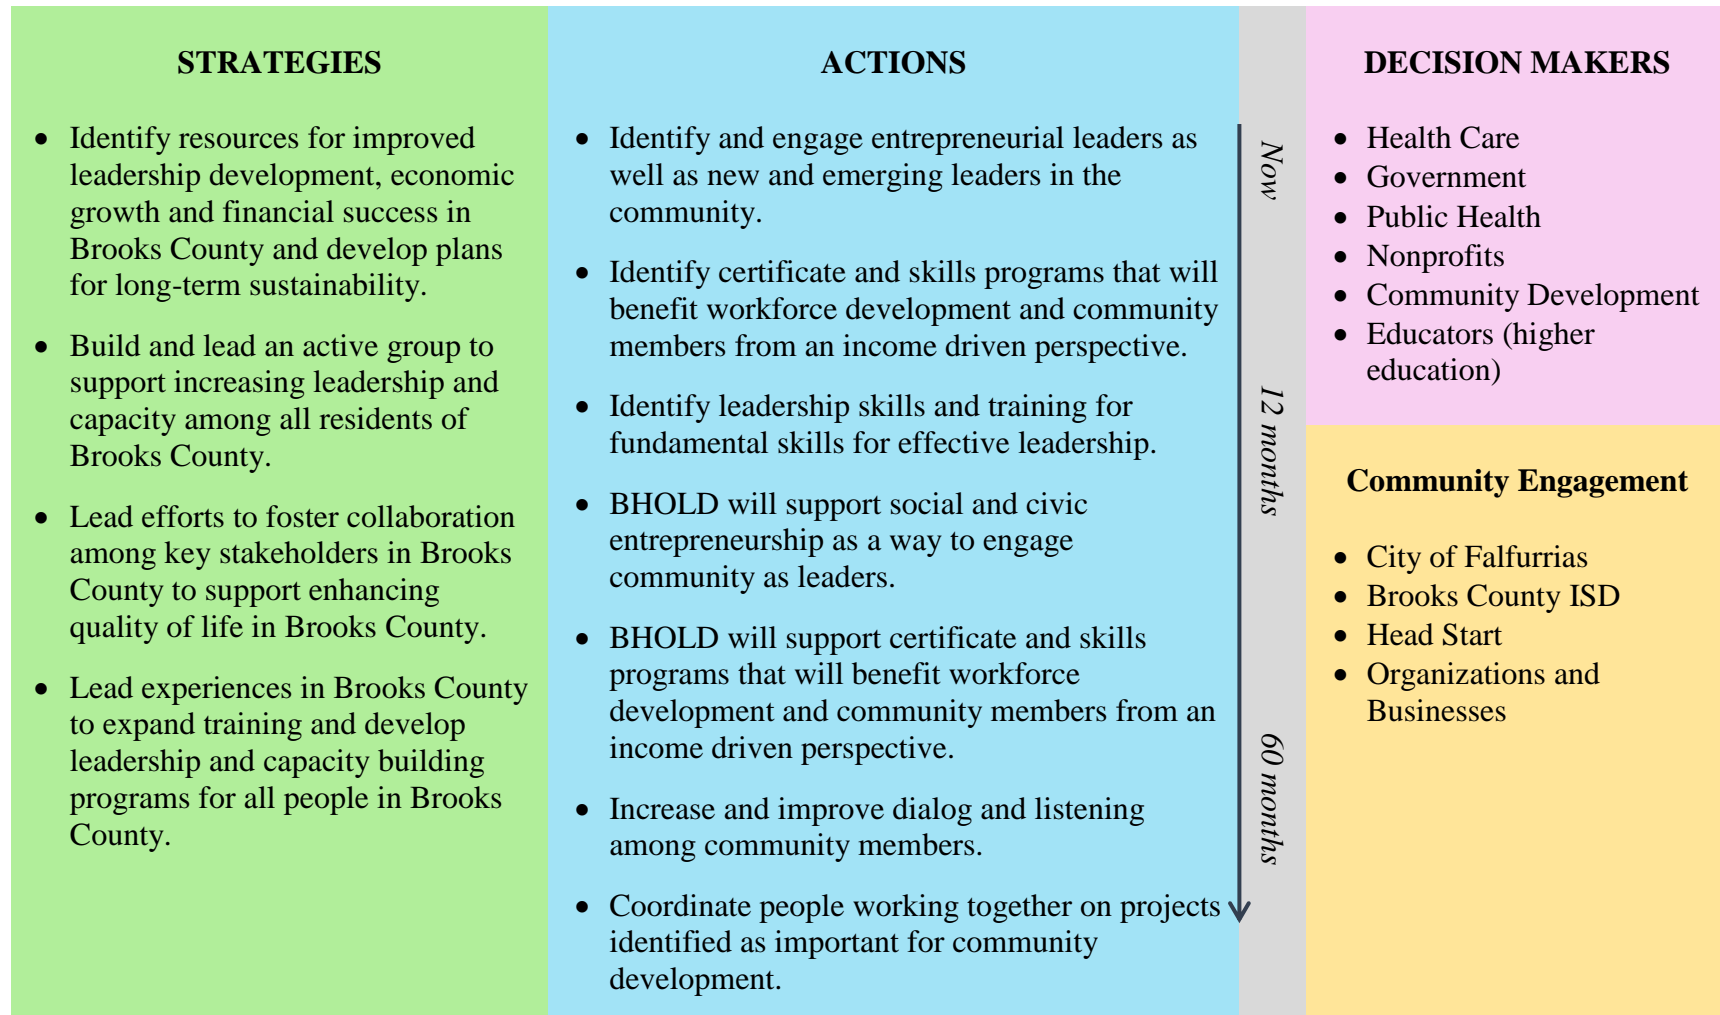 STRATEGIES
• Identify resources for improved
leadership development, economic
growth and financial success in
Brooks County and develop plans
for long-term sustainability.
• Build and lead an active group to
support increasing leadership and
capacity among all residents of
Brooks County.
• Lead efforts to foster collaboration
among key stakeholders in Brooks
County to support enhancing
quality of life in Brooks County.
• Lead experiences in Brooks County
to expand training and develop
leadership and capacity building
programs for all people in Brooks
County.
ACTIONS
• Identify and engage entrepreneurial leaders as
well as new and emerging leaders in the
community.
• Identify certificate and skills programs that will
benefit workforce development and community
members from an income driven perspective.
• Identify leadership skills and training for
fundamental skills for effective leadership.
• BHOLD will support social and civic
entrepreneurship as a way to engage
community as leaders.
• BHOLD will support certificate and skills
programs that will benefit workforce
development and community members from an
income driven perspective.
• Increase and improve dialog and listening
among community members.
• Coordinate people working together on projects
identified as important for community
development.
Now
12 months
60 months
DECISION MAKERS
• Health Care
• Government
• Public Health
• Nonprofits
• Community Development
• Educators (higher
education)
Community Engagement
• City of Falfurrias
• Brooks County ISD
• Head Start
• Organizations and
Businesses